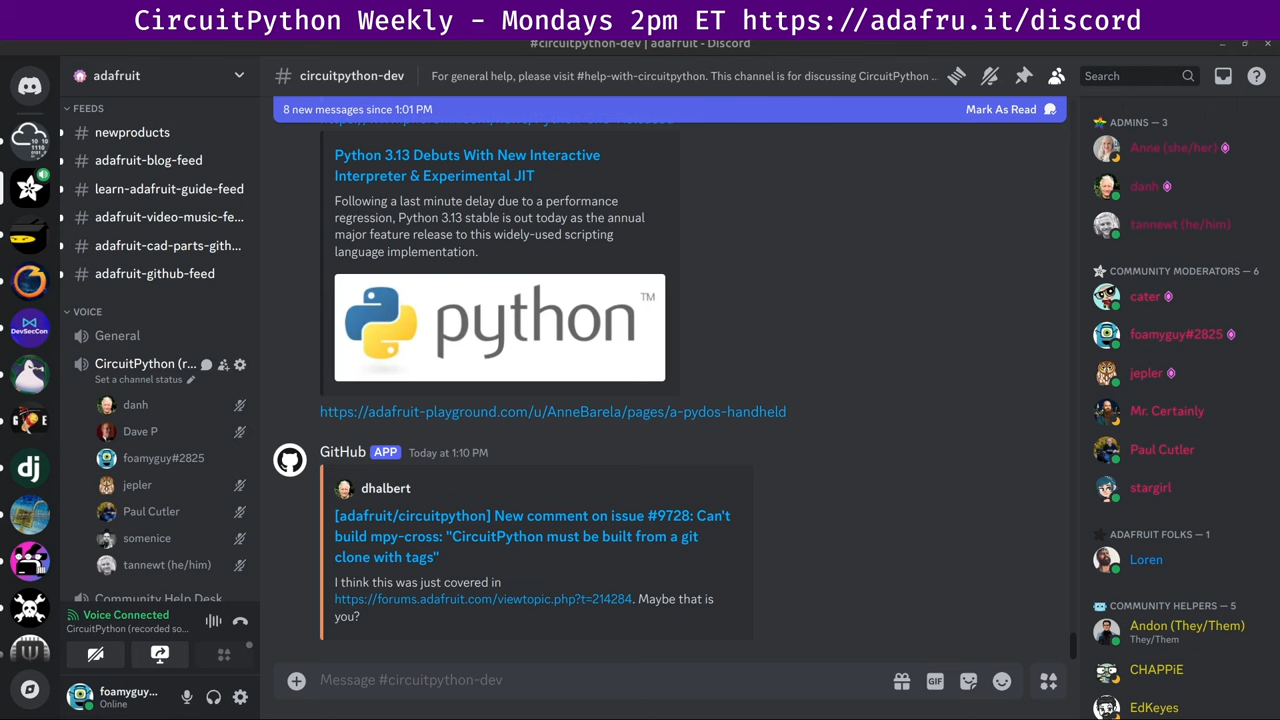 CircuitPython Weekly - Mondays 2pm ET https://adafru.it/discord
#circuitpython-dev | adafruit - Discord
adafruit
# circuitpython-dev
For general help, please visit #help-with-circuitpython. This channel is for discussing CircuitPython ...
Search
8 new messages since 1:01 PM
Mark As Read
FEEDS
newproducts
adafruit-blog-feed
learn-adafruit-guide-feed
adafruit-video-music-fe...
adafruit-cad-parts-gith...
adafruit-github-feed
VOICE
General
CircuitPython (r...
Set a channel status
danh
Dave P
foamyguy#2825
jepler
Paul Cutler
somenice
tannewt (he/him)
Community Help Desk
Voice Connected
CircuitPython (recorded so...
foamyguy...
Online
Python 3.13 Debuts With New Interactive
Interpreter & Experimental JIT
Following a last minute delay due to a performance
regression, Python 3.13 stable is out today as the annual
major feature release to this widely-used scripting
language implementation.
python™
https://adafruit-playground.com/u/AnneBarela/pages/a-pydos-handheld
GitHub APP Today at 1:10 PM
dhalbert
[adafruit/circuitpython] New comment on issue #9728: Can't
build mpy-cross: "CircuitPython must be built from a git
clone with tags"
I think this was just covered in
https://forums.adafruit.com/viewtopic.php?t=214284. Maybe that is
you?
Message #circuitpython-dev
GIF
ADMINS — 3
Anne (she/her)
danh
tannewt (he/him)
COMMUNITY MODERATORS — 6
cater
foamyguy#2825
jepler
Mr. Certainly
Paul Cutler
stargirl
ADAFRUIT FOLKS — 1
Loren
COMMUNITY HELPERS — 5
Andon (They/Them)
They/Them
CHAPPiE
EdKeyes
DevSecCon
dj